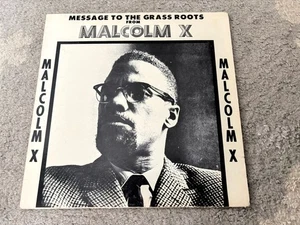 MESSAGE TO THE GRASS ROOTS
FROM
MALCOLM X
MALCOLM X
MALCOLM X